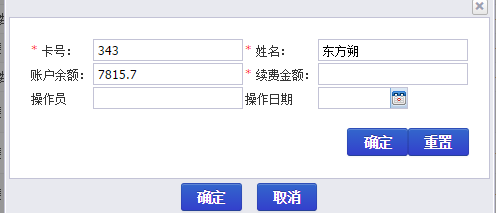 * 卡号： 343 * 姓名： 东方朔
账户余额： 7815.7 * 续费金额：
操作员 操作日期
确定 重置
确定 取消